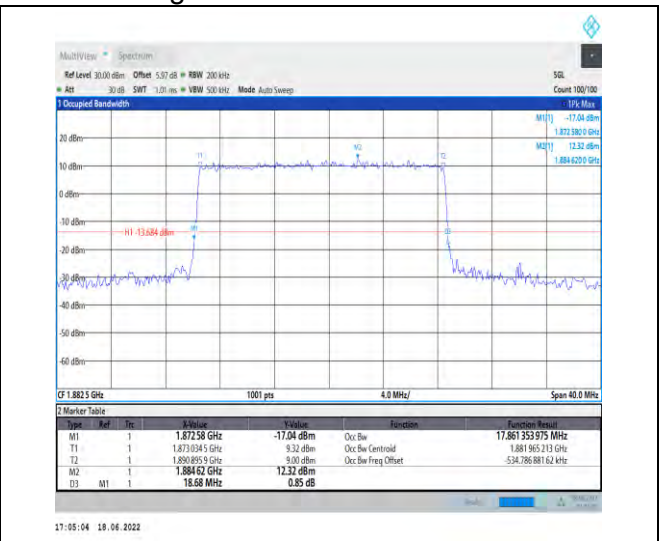 MultiView Spectrum
Ref Level 30.00 dBm Offset 5.97 dB RBW 200 kHz SGL
Att 30 dB SWT 1.01 ms VBW 500 kHz Mode Auto Sweep Count 100/100
1 Occupied Bandwidth 1Pk Max
M1[1] -17.04 dBm
1.872 580 0 GHz
M2[1] 12.32 dBm
1.884 620 0 GHz
20 dBm
M2
T1 T2
10 dBm
0 dBm
-10 dBm
H1 -13.684 dBm M1 D3
-20 dBm
-30 dBm
-40 dBm
-50 dBm
-60 dBm
CF 1.882 5 GHz 1001 pts 4.0 MHz/ Span 40.0 MHz
2 Marker Table
Type Ref Trc X-Value Y-Value Function Function Result
M1 1 1.872 58 GHz -17.04 dBm Occ Bw 17.861 353 975 MHz
T1 1 1.873 034 5 GHz 9.32 dBm Occ Bw Centroid 1.881 965 213 GHz
T2 1 1.890 895 9 GHz 9.00 dBm Occ Bw Freq Offset -534.786 881 62 kHz
M2 1 1.884 62 GHz 12.32 dBm
D3 M1 1 18.68 MHz 0.85 dB
17:05:04 18.06.2022